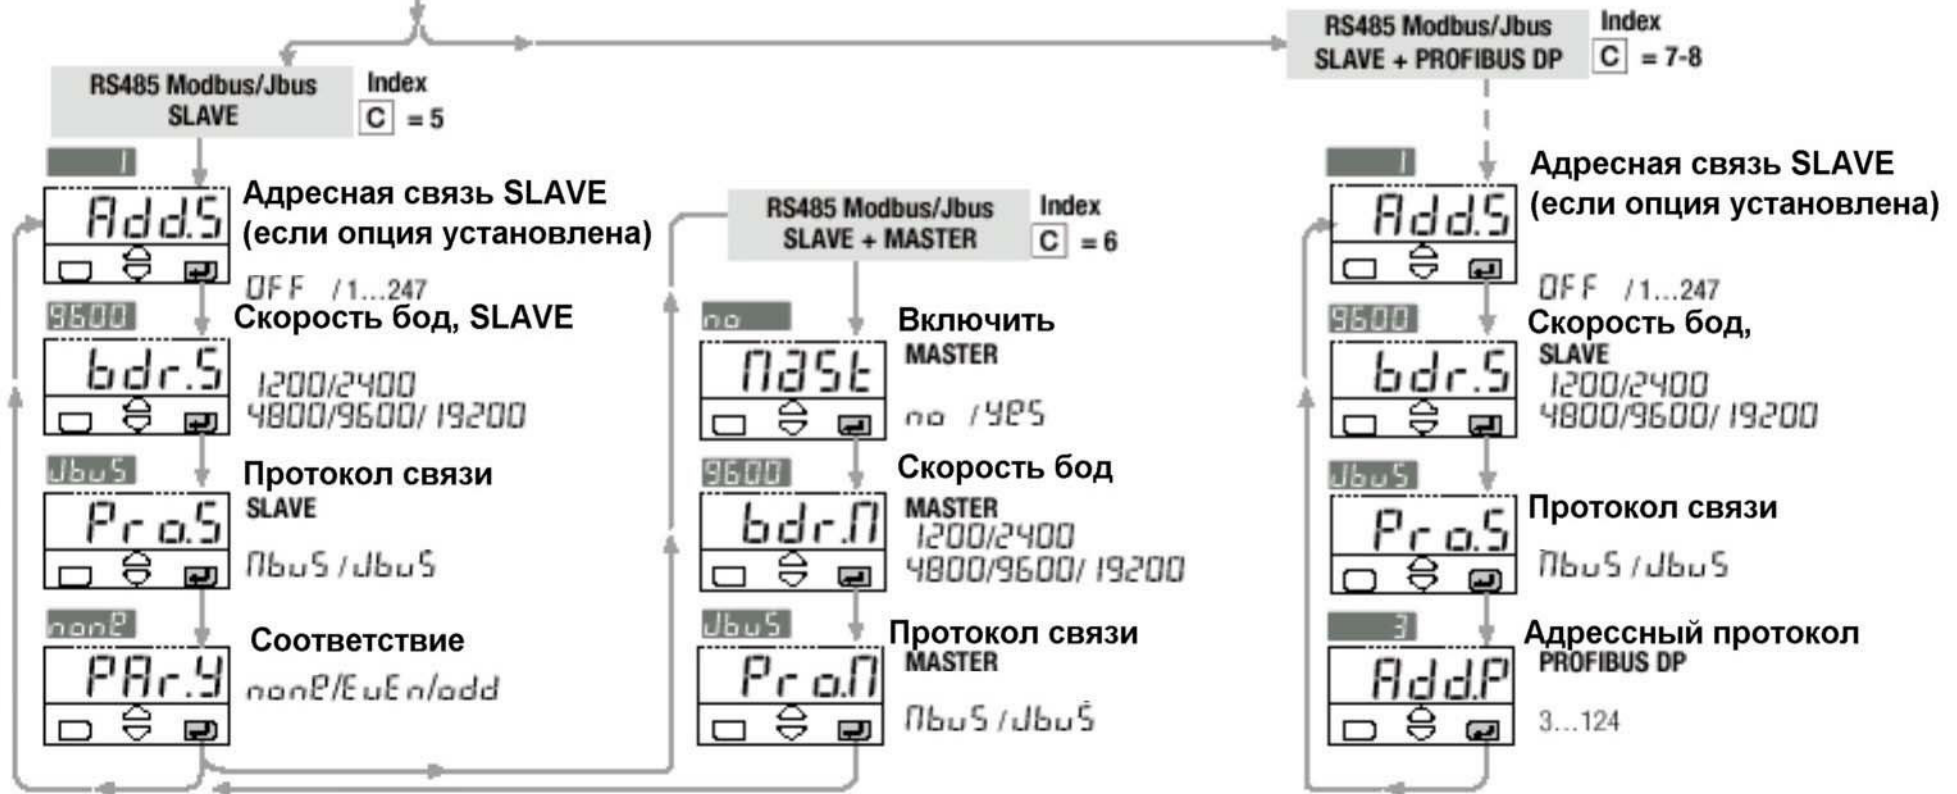 RS485 Modbus/Jbus
SLAVE
Index
C = 5
1
Add.S
Адресная связь SLAVE
(если опция установлена)
OFF /1...247
9600
bdr.S
Скорость бод, SLAVE
1200/2400
4800/9600/19200
JbuS
Pro.S
Протокол связи
SLAVE
MbuS/JbuS
nonE
PAr.Y
Соответствие
nonE/EvEn/odd
RS485 Modbus/Jbus
SLAVE + MASTER
Index
C = 6
no
MaSt
Включить
MASTER
no /YES
9600
bdr.M
Скорость бод
MASTER
1200/2400
4800/9600/19200
JbuS
Pro.M
Протокол связи
MASTER
MbuS/JbuS
RS485 Modbus/Jbus
SLAVE + PROFIBUS DP
Index
C = 7-8
1
Add.S
Адресная связь SLAVE
(если опция установлена)
OFF /1...247
9600
bdr.S
Скорость бод,
SLAVE
1200/2400
4800/9600/19200
JbuS
Pro.S
Протокол связи
MbuS/JbuS
3
Add.P
Адрессный протокол
PROFIBUS DP
3...124